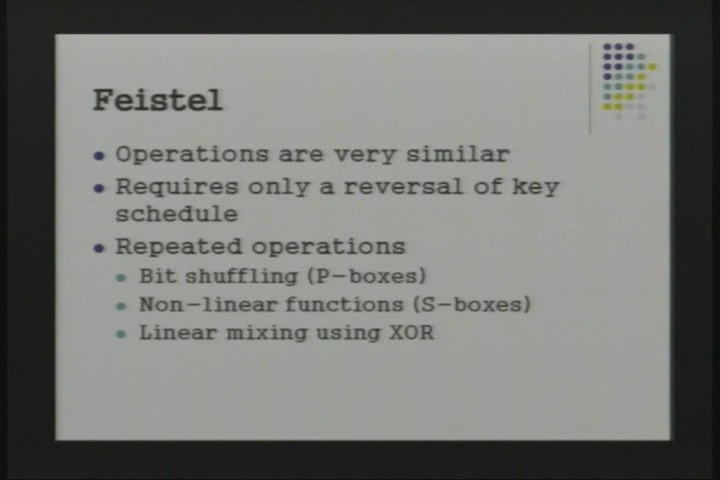 Feistel
Operations are very similar
Requires only a reversal of key
schedule
Repeated operations
Bit shuffling (P-boxes)
Non-linear functions (S-boxes)
Linear mixing using XOR